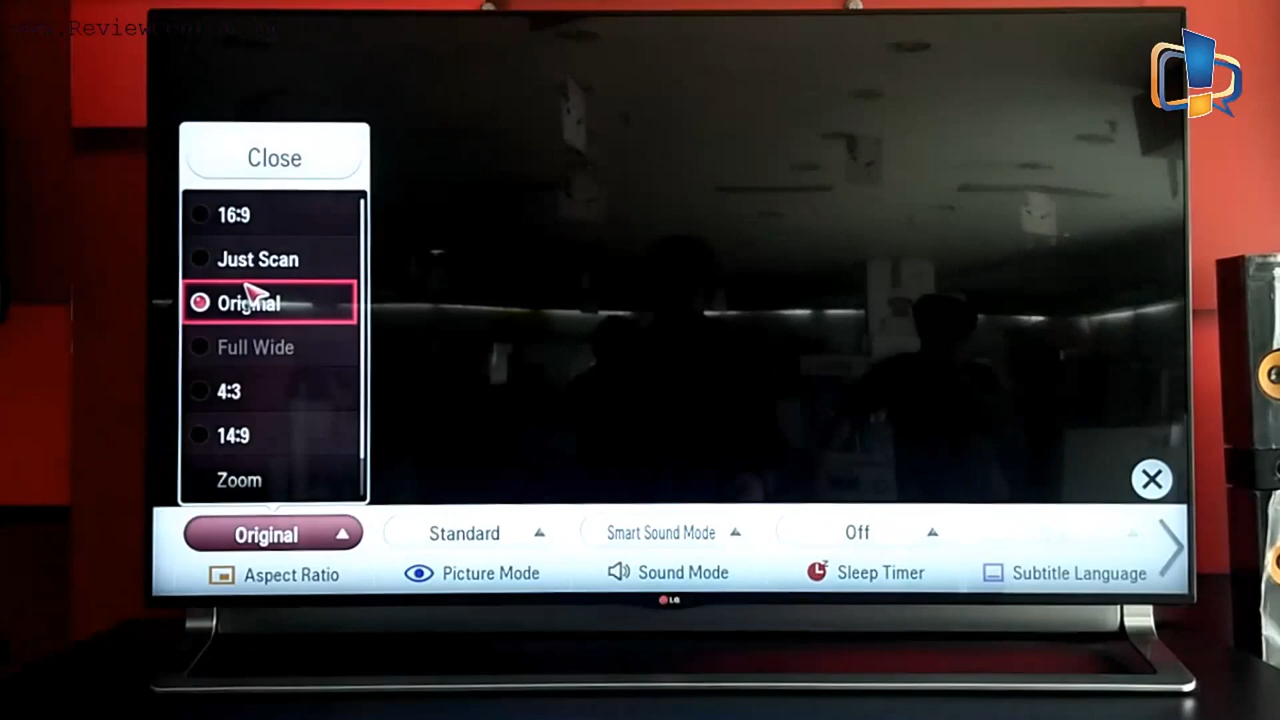 Close
16:9
Just Scan
Original
Full Wide
4:3
14:9
Zoom
Original
Standard
Smart Sound Mode
Off
Aspect Ratio
Picture Mode
Sound Mode
Sleep Timer
Subtitle Language
LG